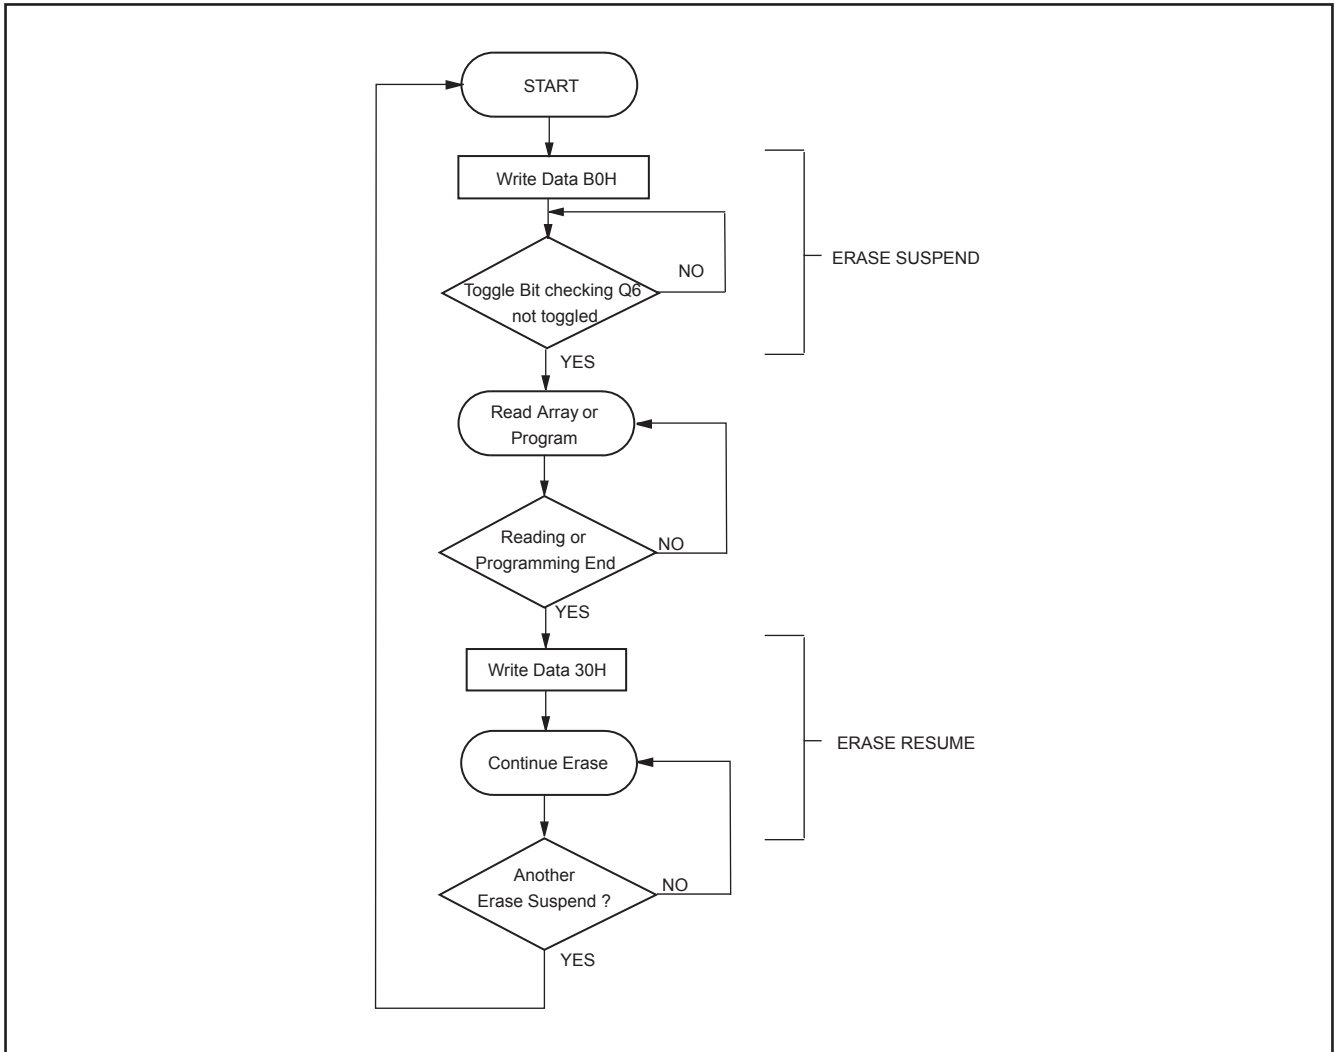 START
Write Data B0H
ERASE SUSPEND
NO
Toggle Bit checking Q6
not toggled
YES
Read Array or
Program
Reading or
NO
Programming End
YES
Write Data 30H
ERASE RESUME
Continue Erase
Another
NO
Erase Suspend ?
YES